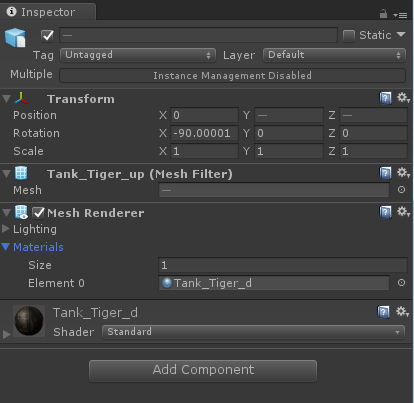 Inspector
—
Static
Tag Untagged Layer Default
Multiple Instance Management Disabled
Transform
Position X 0 Y — Z —
Rotation X -90.00001 Y 0 Z 0
Scale X 1 Y 1 Z 1
Tank_Tiger_up (Mesh Filter)
Mesh —
Mesh Renderer
Lighting
Materials
Size 1
Element 0 Tank_Tiger_d
Tank_Tiger_d
Shader Standard
Add Component